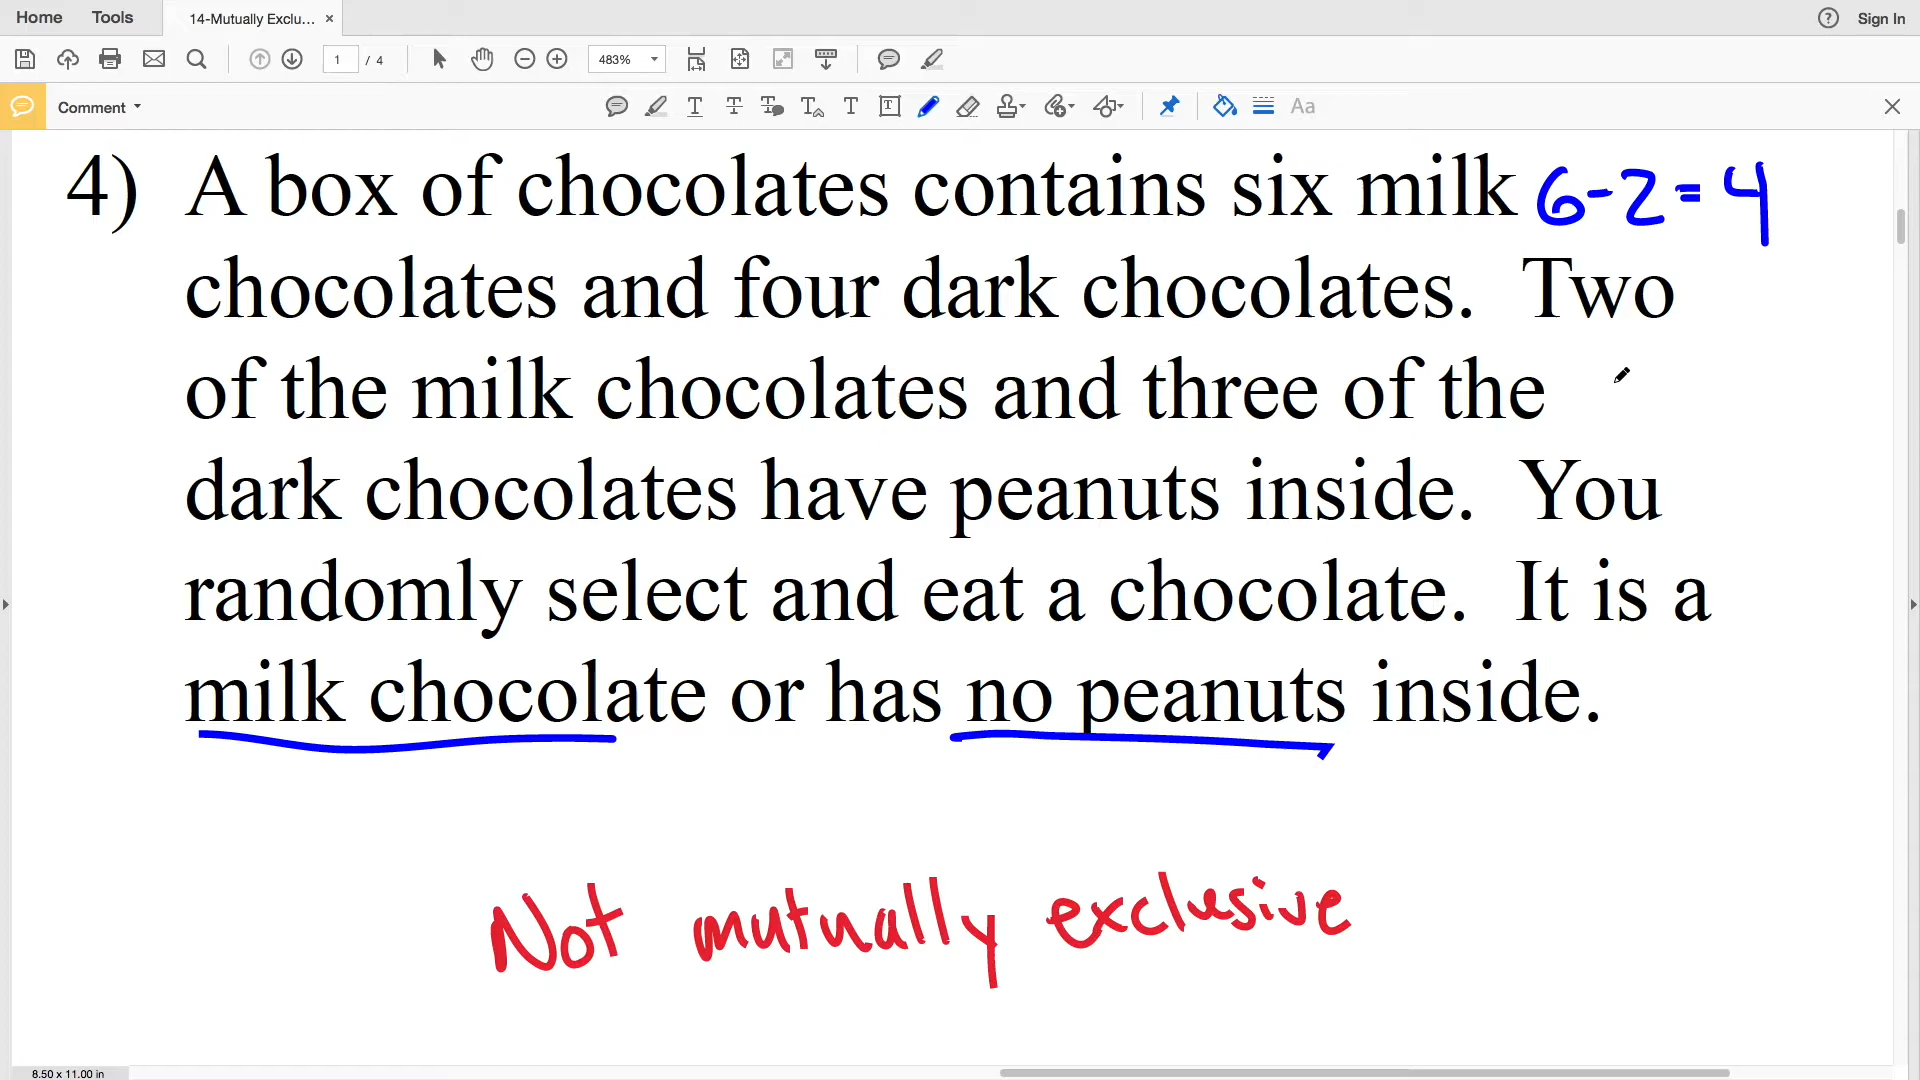 Home Tools 14-Mutually Exclu... × ? Sign In
1 / 4 483%
Comment T T T T T T Aa
4) A box of chocolates contains six milk 6-2=4
chocolates and four dark chocolates. Two
of the milk chocolates and three of the
dark chocolates have peanuts inside. You
randomly select and eat a chocolate. It is a
milk chocolate or has no peanuts inside.
Not mutually exclusive
8.50 x 11.00 in